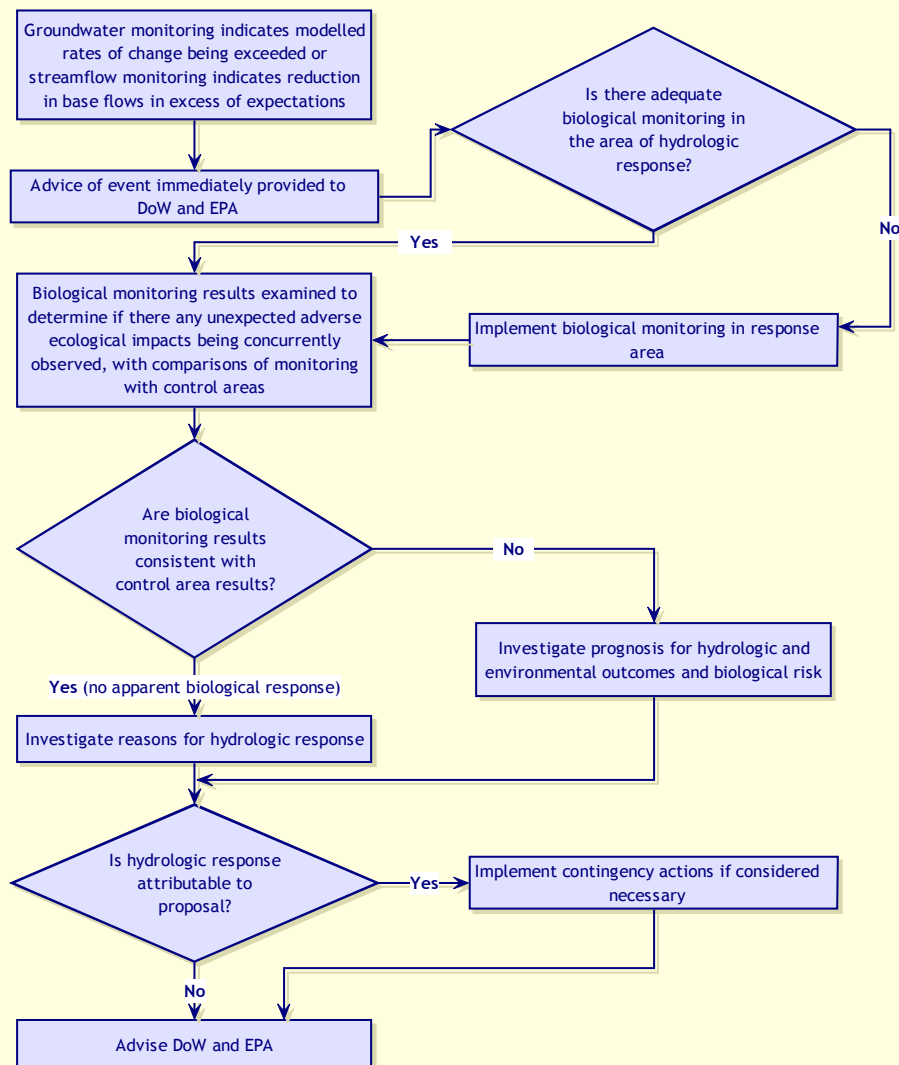 Groundwater monitoring indicates modelled
rates of change being exceeded or
streamflow monitoring indicates reduction
in base flows in excess of expectations
Advice of event immediately provided to
DoW and EPA
Is there adequate
biological monitoring in
the area of hydrologic
response?
No
Yes
Biological monitoring results examined to
determine if there any unexpected adverse
ecological impacts being concurrently
observed, with comparisons of monitoring
with control areas
Implement biological monitoring in response
area
Are biological
monitoring results
consistent with
control area results?
No
Investigate prognosis for hydrologic and
environmental outcomes and biological risk
Yes (no apparent biological response)
Investigate reasons for hydrologic response
Is hydrologic response
attributable to
proposal?
Yes
Implement contingency actions if considered
necessary
No
Advise DoW and EPA